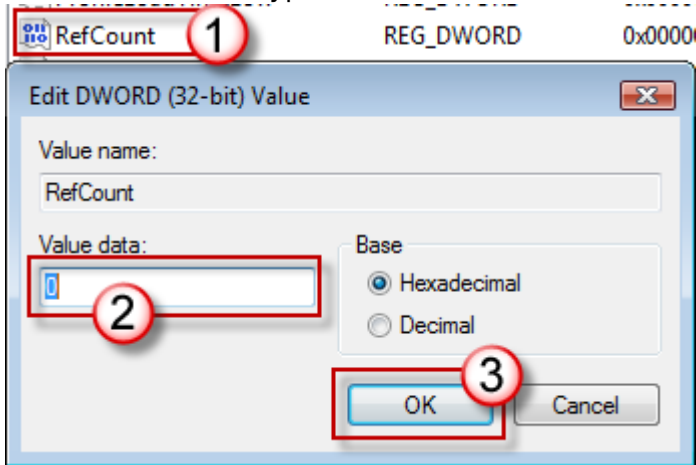 RefCount 1 REG_DWORD
Edit DWORD (32-bit) Value
Value name:
RefCount
Value data:
0
2
Base
Hexadecimal
Decimal
3
OK Cancel